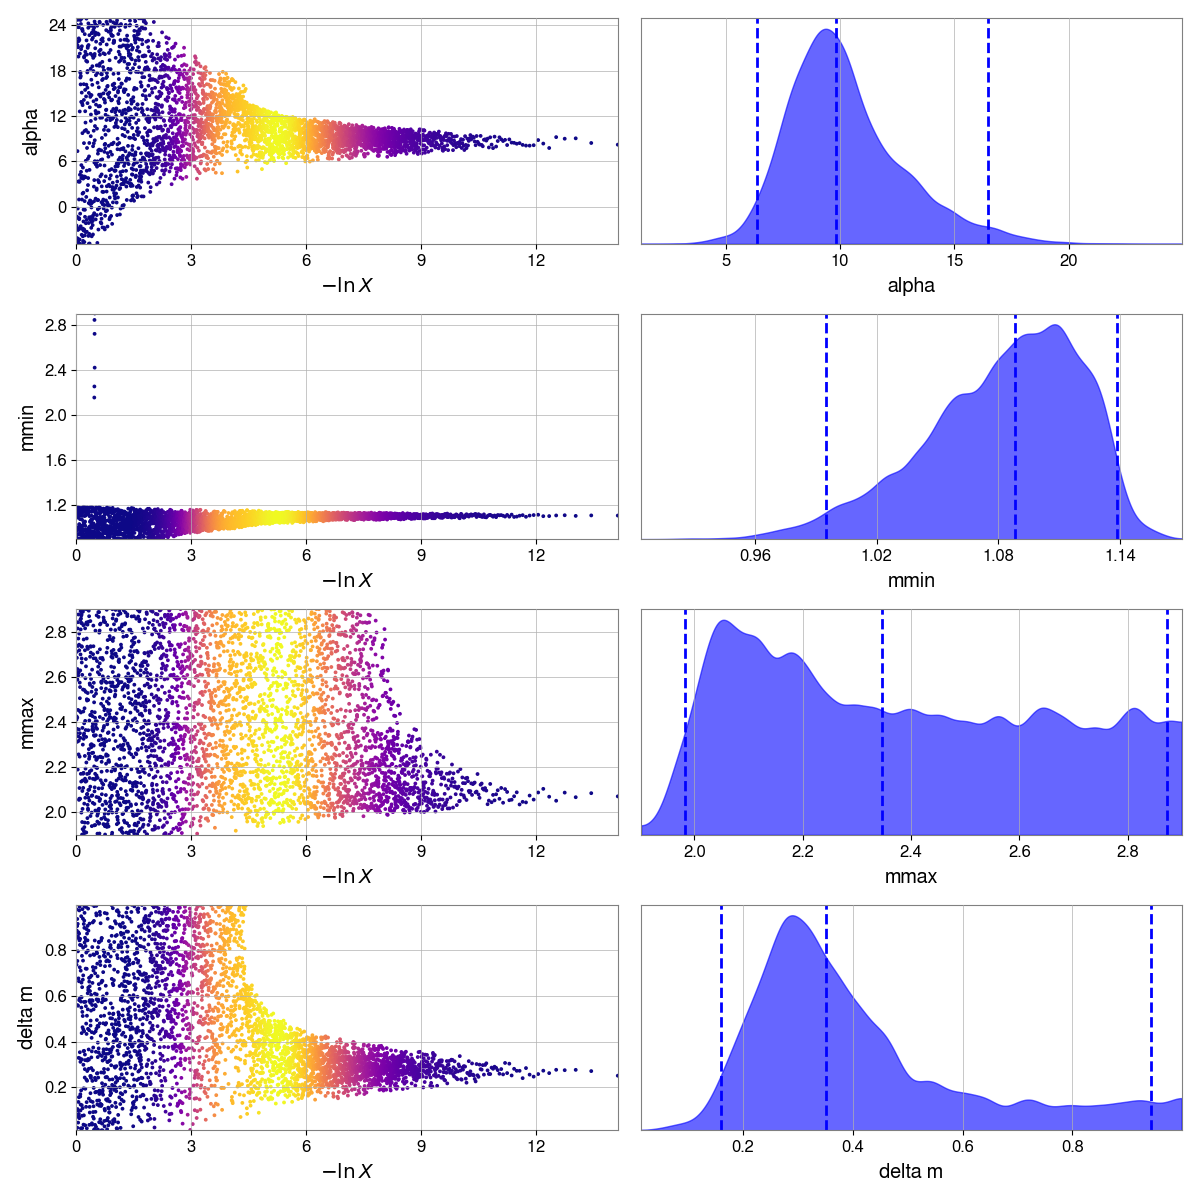 24
18
12
6
0
alpha
0 3 6 9 12
−ln X
5 10 15 20
alpha
2.8
2.4
2.0
1.6
1.2
mmin
0 3 6 9 12
−ln X
0.96 1.02 1.08 1.14
mmin
2.8
2.6
2.4
2.2
2.0
mmax
0 3 6 9 12
−ln X
2.0 2.2 2.4 2.6 2.8
mmax
0.8
0.6
0.4
0.2
delta m
0 3 6 9 12
−ln X
0.2 0.4 0.6 0.8
delta m